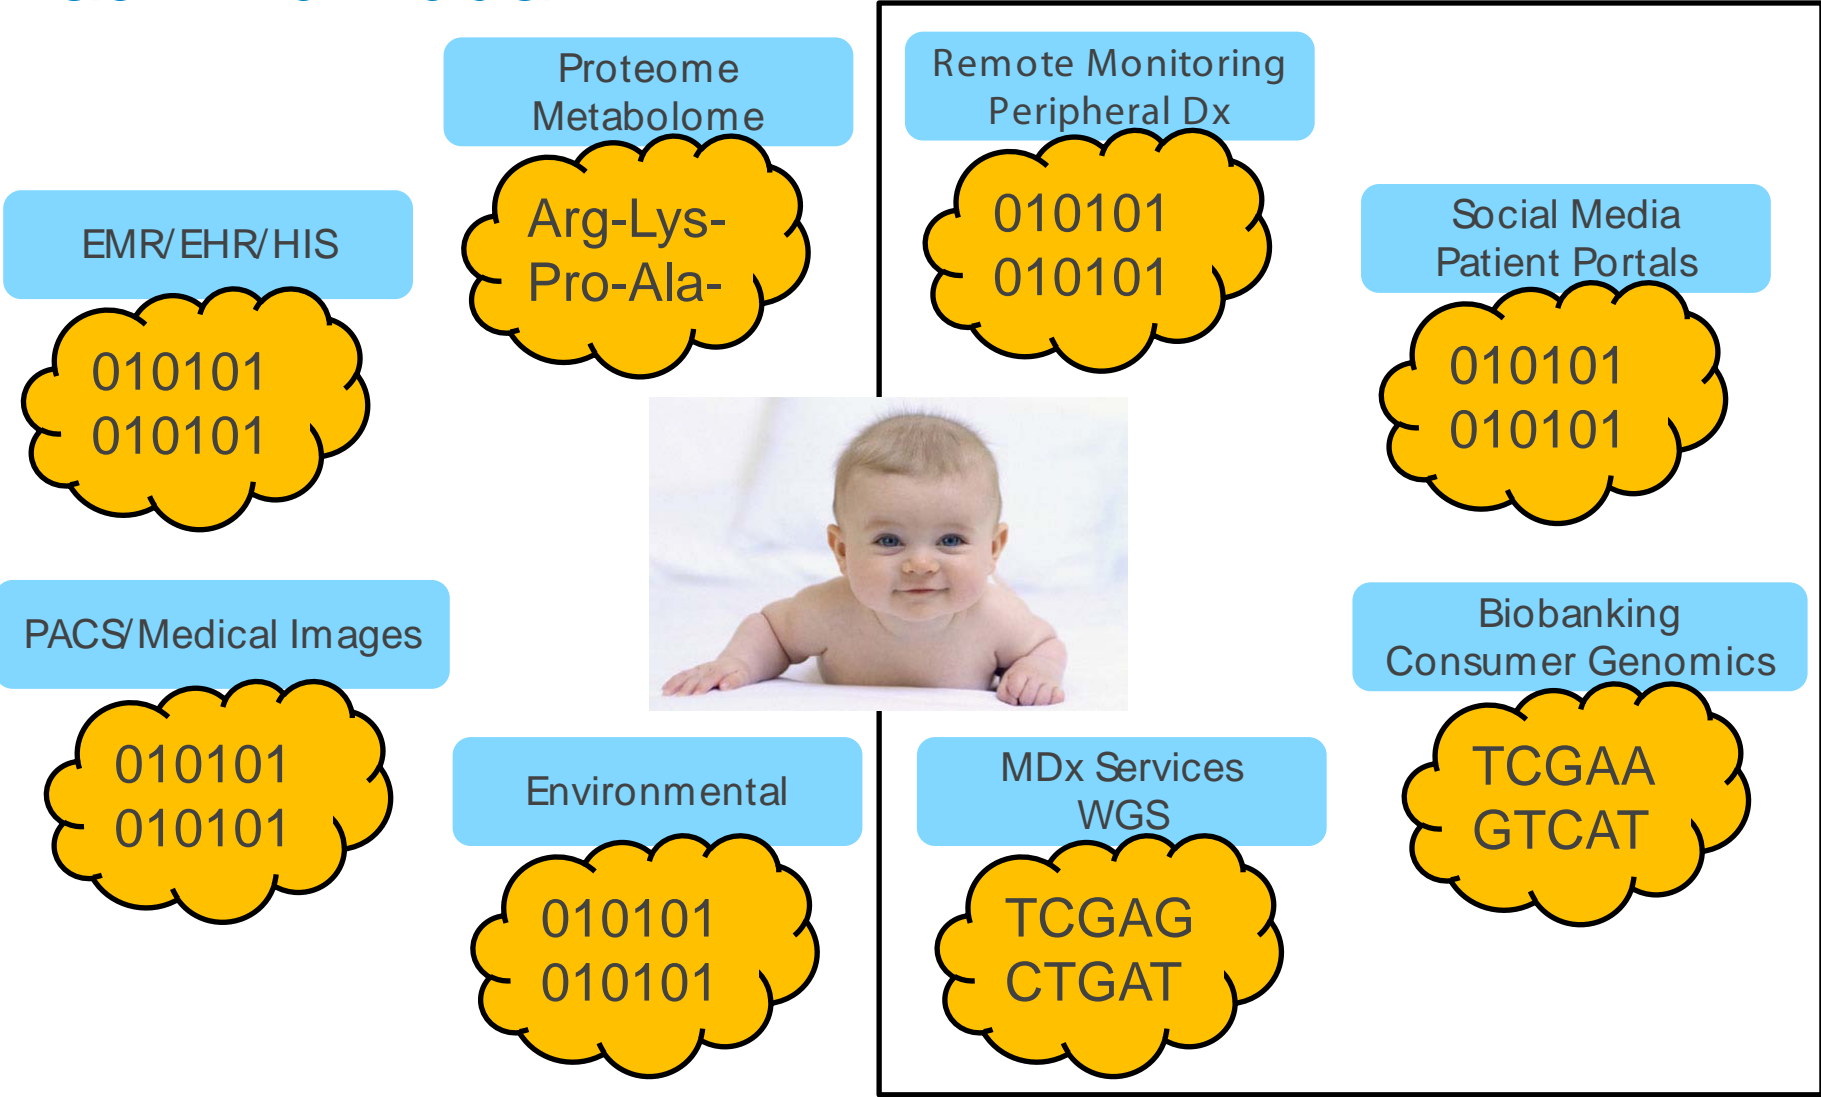 Proteome
Metabolome
Arg-Lys-
Pro-Ala-
Remote Monitoring
Peripheral Dx
010101
010101
EMR/EHR/HIS
010101
010101
Social Media
Patient Portals
010101
010101
PACS/Medical Images
010101
010101
Biobanking
Consumer Genomics
TCGAA
GTCAT
Environmental
010101
010101
MDx Services
WGS
TCGAG
CTGAT